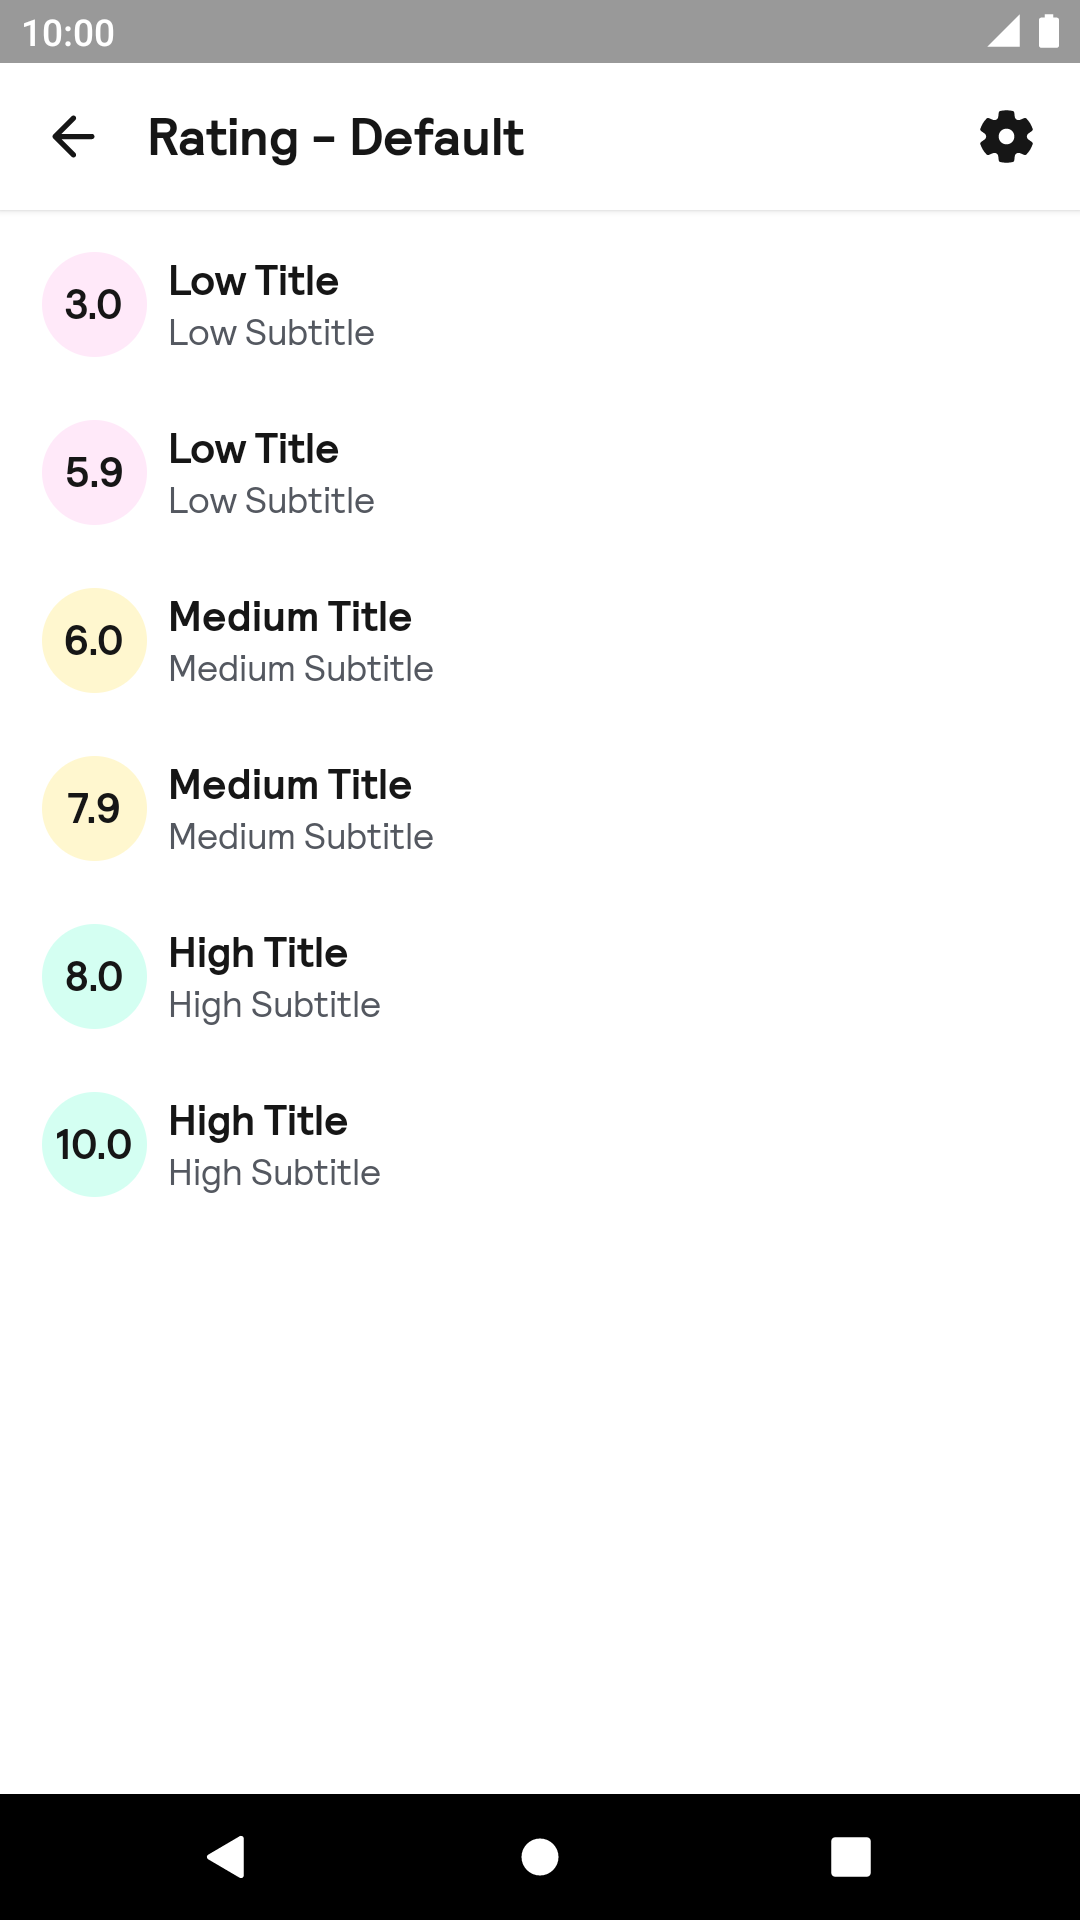 10:00
Rating – Default
3.0
Low Title
Low Subtitle
5.9
Low Title
Low Subtitle
6.0
Medium Title
Medium Subtitle
7.9
Medium Title
Medium Subtitle
8.0
High Title
High Subtitle
10.0
High Title
High Subtitle